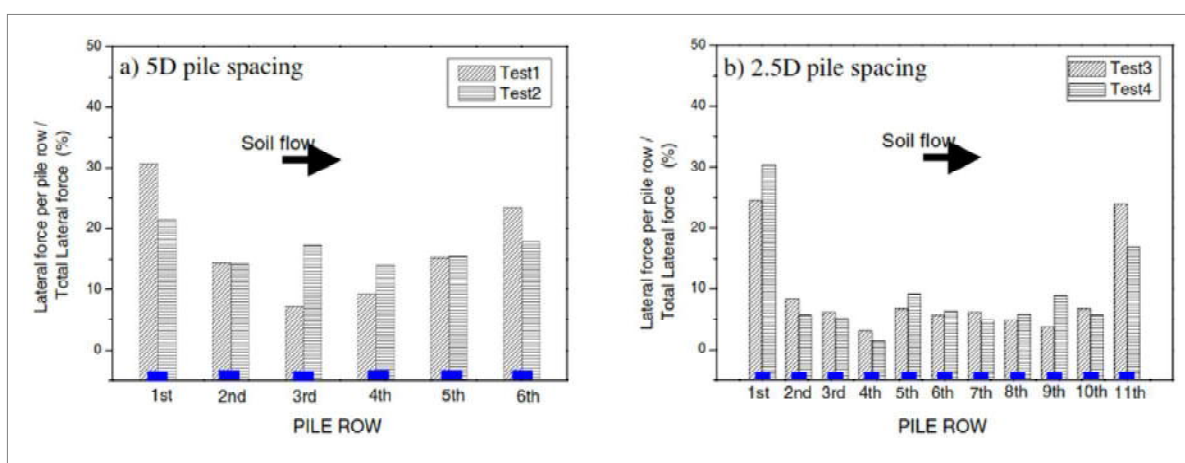 a) 5D pile spacing
Test1
Test2
Soil flow
50
40
30
20
10
0
Lateral force per pile row /
Total Lateral force (%)
1st 2nd 3rd 4th 5th 6th
PILE ROW
b) 2.5D pile spacing
Test3
Test4
Soil flow
50
40
30
20
10
0
Lateral force per pile row /
Total Lateral force (%)
1st 2nd 3rd 4th 5th 6th 7th 8th 9th 10th 11th
PILE ROW